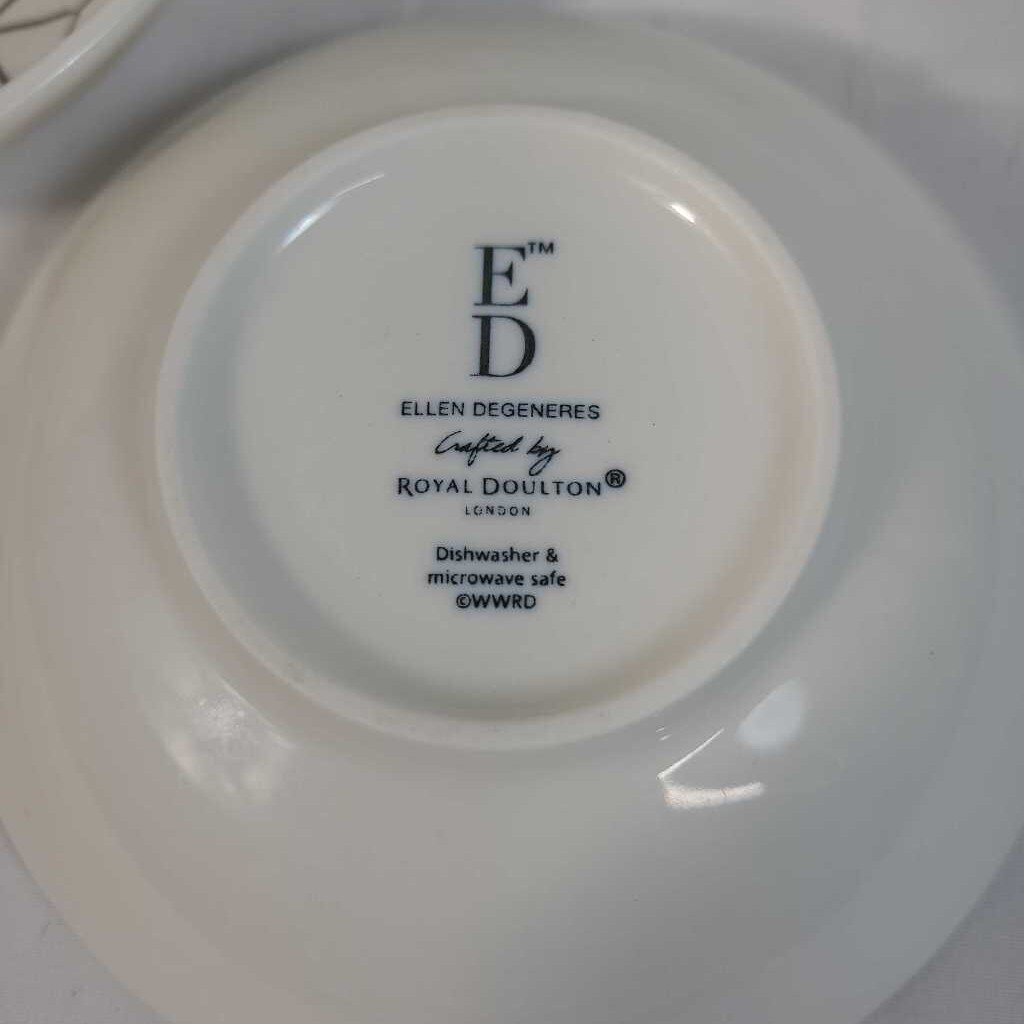 E™
D
ELLEN DEGENERES
Crafted by
ROYAL DOULTON®
LONDON
Dishwasher &
microwave safe
©WWRD